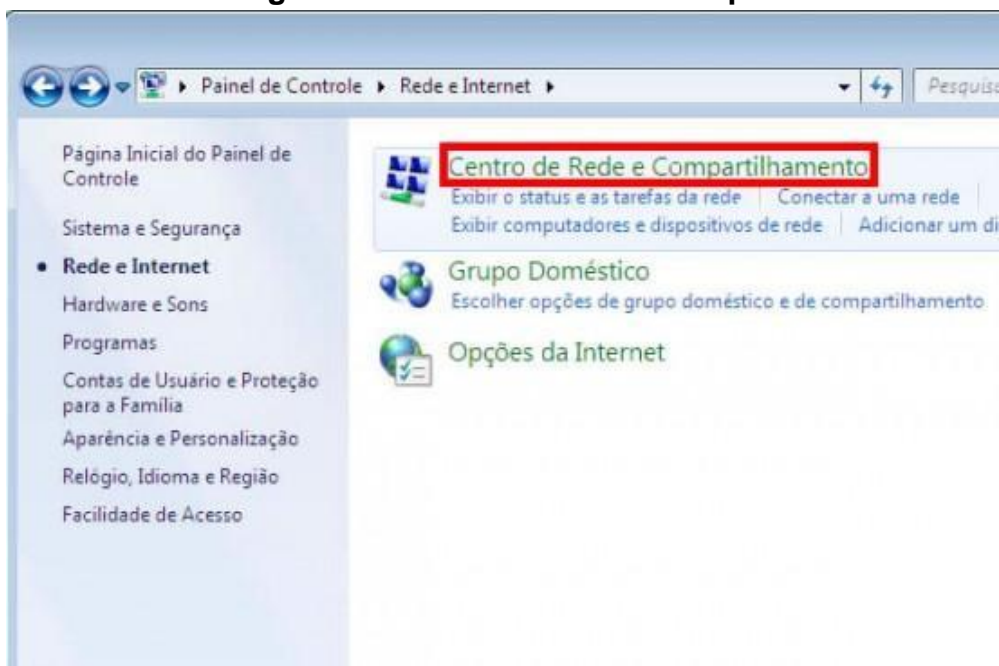 Painel de Controle Rede e Internet
Página Inicial do Painel de
Controle
Sistema e Segurança
Rede e Internet
Hardware e Sons
Programas
Contas de Usuário e Proteção
para a Família
Aparência e Personalização
Relógio, Idioma e Região
Facilidade de Acesso
Centro de Rede e Compartilhamento
Exibir o status e as tarefas da rede Conectar a uma rede
Exibir computadores e dispositivos de rede Adicionar um
Grupo Doméstico
Escolher opções de grupo doméstico e de compartilhamento
Opções da Internet